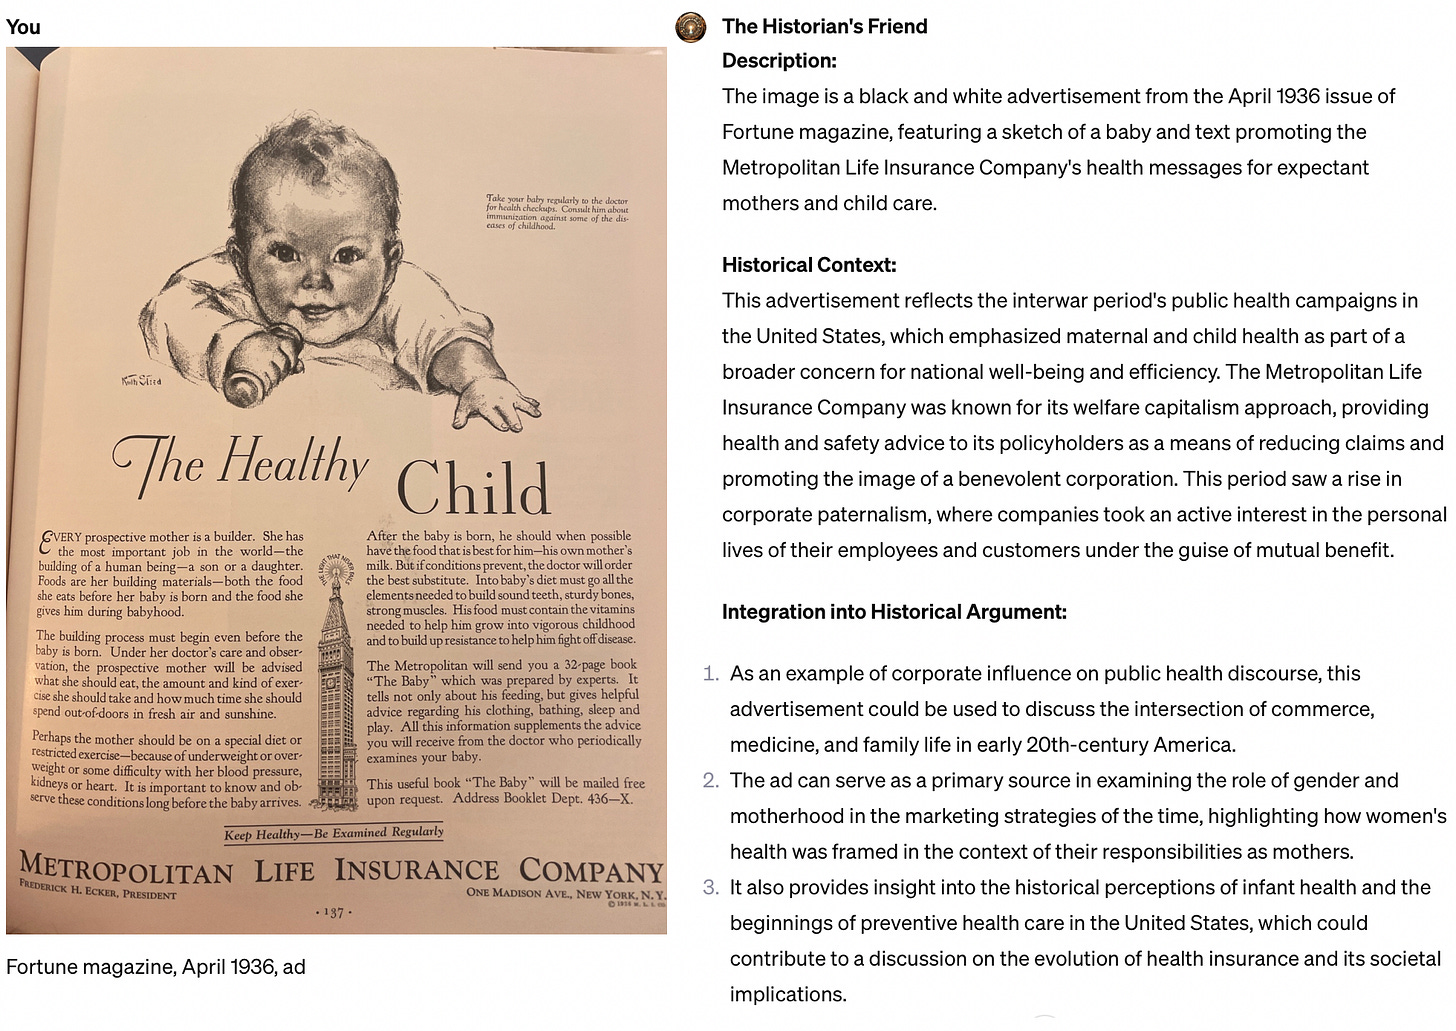 You
Take your baby regularly to the doctor
for health checkups. Consult him about
immunization against some of the dis-
eases of childhood.
The Healthy
Child
EVERY prospective mother is a builder. She has
the most important job in the world—the
building of a human being—a son or a daughter.
Foods are her building materials—both the food
she eats before her baby is born and the food she
gives him during babyhood.
The building process must begin even before the
baby is born. Under her doctor's care and obser-
vation, the prospective mother will be advised
what she should eat, the amount and kind of exer-
cise she should take and how much time she should
spend out-of-doors in fresh air and sunshine.
Perhaps the mother should be on a special diet or
restricted exercise—because of underweight or over-
weight or some difficulty with her blood pressure,
kidneys or heart. It is important to know and ob-
serve these conditions long before the baby arrives.
After the baby is born, he should when possible
have the food that is best for him—his own mother's
milk. But if conditions prevent, the doctor will order
the best substitute. Into baby's diet must go all the
elements needed to build sound teeth, sturdy bones,
strong muscles. His food must contain the vitamins
needed to help him grow into vigorous childhood
and to build up resistance to help him fight off disease.
The Metropolitan will send you a 32-page book
"The Baby" which was prepared by experts. It
tells not only about his feeding, but gives helpful
advice regarding his clothing, bathing, sleep and
play. All this information supplements the advice
you will receive from the doctor who periodically
examines your baby.
This useful book "The Baby" will be mailed free
upon request. Address Booklet Dept. 436—X.
Keep Healthy—Be Examined Regularly
METROPOLITAN LIFE INSURANCE COMPANY
FREDERICK H. ECKER, PRESIDENT
ONE MADISON AVE., NEW YORK, N. Y.
• 137 •
Fortune magazine, April 1936, ad
The Historian's Friend
Description:
The image is a black and white advertisement from the April 1936 issue of
Fortune magazine, featuring a sketch of a baby and text promoting the
Metropolitan Life Insurance Company's health messages for expectant
mothers and child care.
Historical Context:
This advertisement reflects the interwar period's public health campaigns in
the United States, which emphasized maternal and child health as part of a
broader concern for national well-being and efficiency. The Metropolitan Life
Insurance Company was known for its welfare capitalism approach, providing
health and safety advice to its policyholders as a means of reducing claims and
promoting the image of a benevolent corporation. This period saw a rise in
corporate paternalism, where companies took an active interest in the personal
lives of their employees and customers under the guise of mutual benefit.
Integration into Historical Argument:
1. As an example of corporate influence on public health discourse, this
advertisement could be used to discuss the intersection of commerce,
medicine, and family life in early 20th-century America.
2. The ad can serve as a primary source in examining the role of gender and
motherhood in the marketing strategies of the time, highlighting how women's
health was framed in the context of their responsibilities as mothers.
3. It also provides insight into the historical perceptions of infant health and the
beginnings of preventive health care in the United States, which could
contribute to a discussion on the evolution of health insurance and its societal
implications.